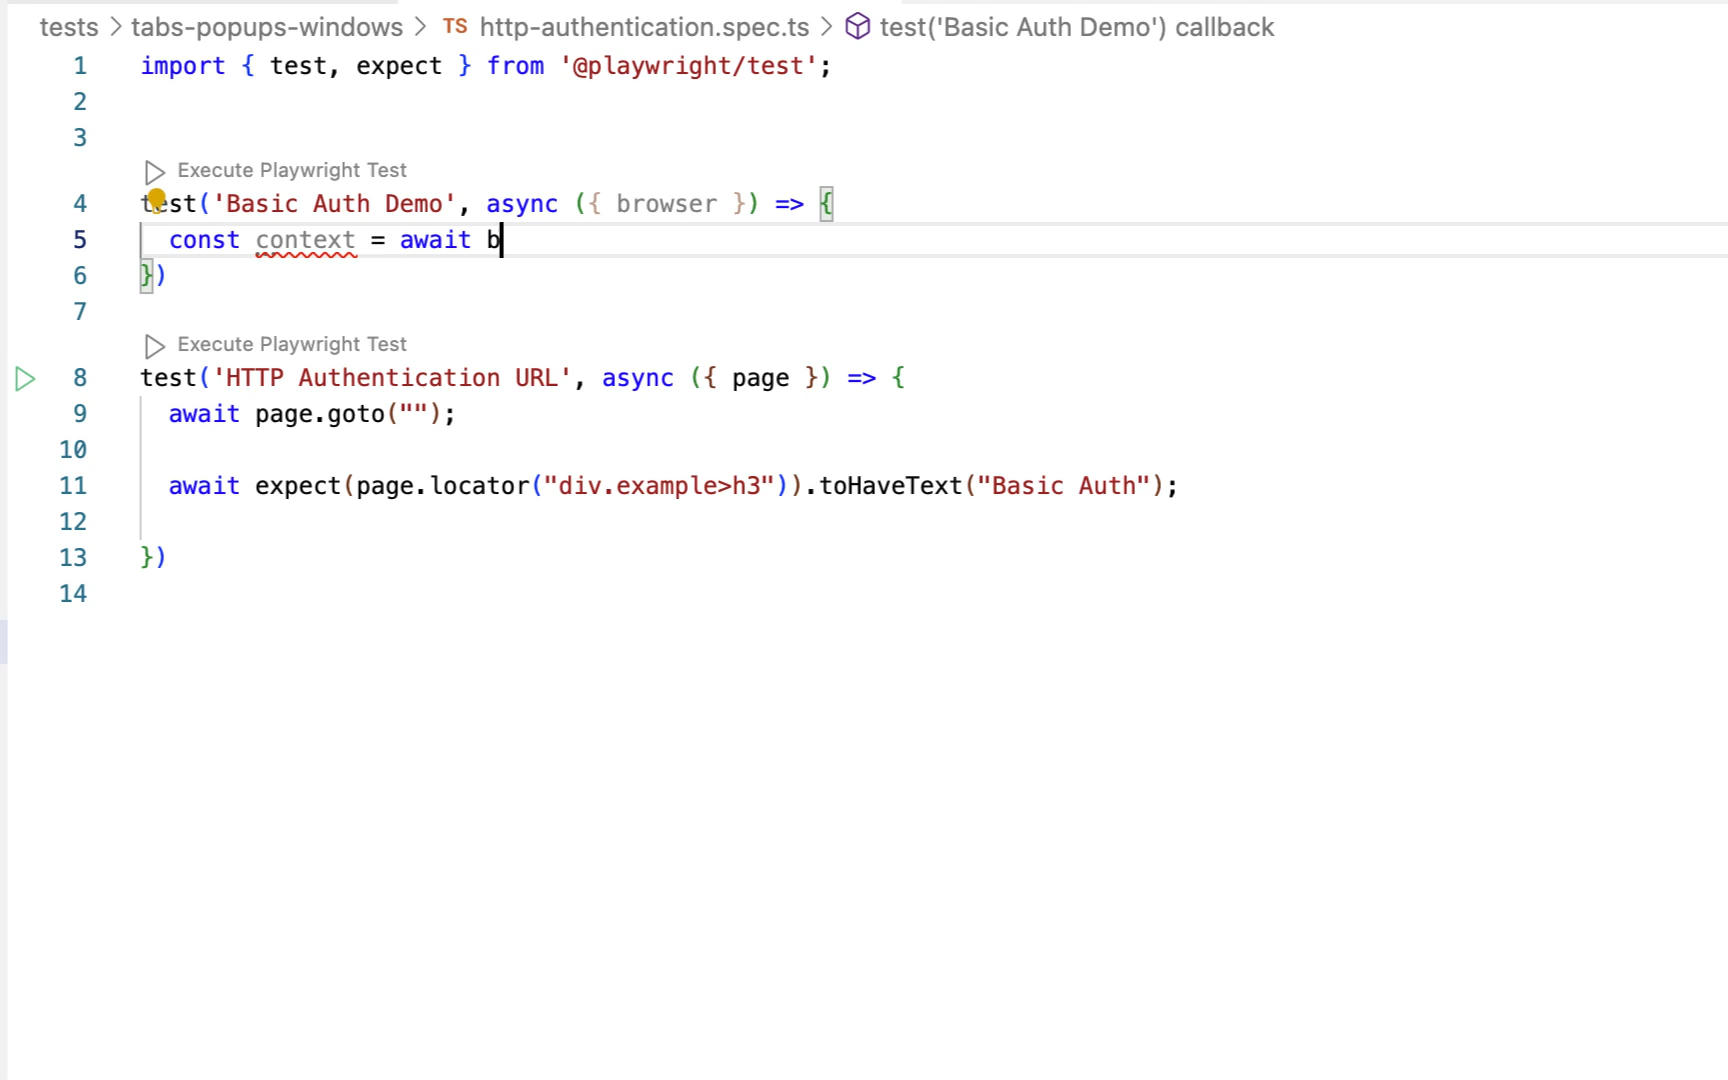 tests > tabs-popups-windows > TS http-authentication.spec.ts > test('Basic Auth Demo') callback
1 import { test, expect } from '@playwright/test';
2
3
Execute Playwright Test
4 test('Basic Auth Demo', async ({ browser }) => {
5 const context = await b
6 })
7
Execute Playwright Test
8 test('HTTP Authentication URL', async ({ page }) => {
9 await page.goto("");
10
11 await expect(page.locator("div.example>h3")).toHaveText("Basic Auth");
12
13 })
14